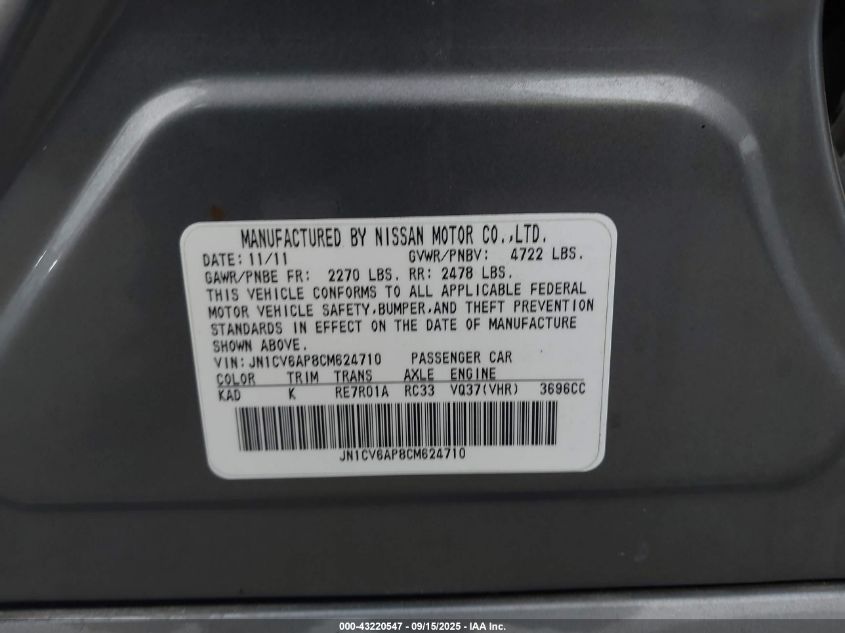 MANUFACTURED BY NISSAN MOTOR CO.,LTD.
DATE: 11/11 GVWR/PNBV: 4722 LBS.
GAWR/PNBE FR: 2270 LBS. RR: 2478 LBS.
THIS VEHICLE CONFORMS TO ALL APPLICABLE FEDERAL
MOTOR VEHICLE SAFETY,BUMPER,AND THEFT PREVENTION
STANDARDS IN EFFECT ON THE DATE OF MANUFACTURE
SHOWN ABOVE.
VIN: JN1CV6AP8CM624710 PASSENGER CAR
COLOR TRIM TRANS AXLE ENGINE
KAD K RE7R01A RC33 VQ37(VHR) 3696CC
JN1CV6AP8CM624710
000-43220547 - 09/15/2025 - IAA Inc.